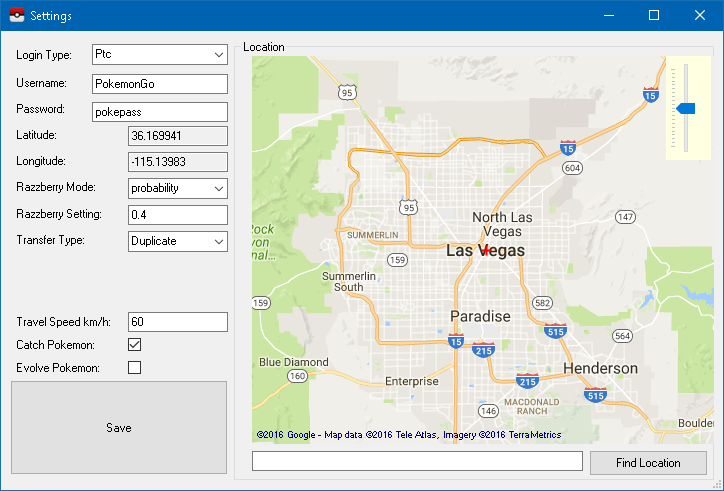 Settings
Login Type: Ptc
Username: PokemonGo
Password: pokepass
Latitude: 36.169941
Longitude: -115.13983
Razzberry Mode: probability
Razzberry Setting: 0.4
Transfer Type: Duplicate
Travel Speed km/h: 60
Catch Pokemon:
Evolve Pokemon:
Save
Location
95
15
15
604
95
North Las
Vegas
147
SUMMERLIN
Las Vegas
159
Summerlin
South
159
582
Paradise
515
564
15
215
Blue Diamond
160
Henderson
Enterprise
215
515
MACDONALD
RANCH
146
Boulder
©2016 Google - Map data ©2016 Tele Atlas, Imagery ©2016 TerraMetrics
Find Location